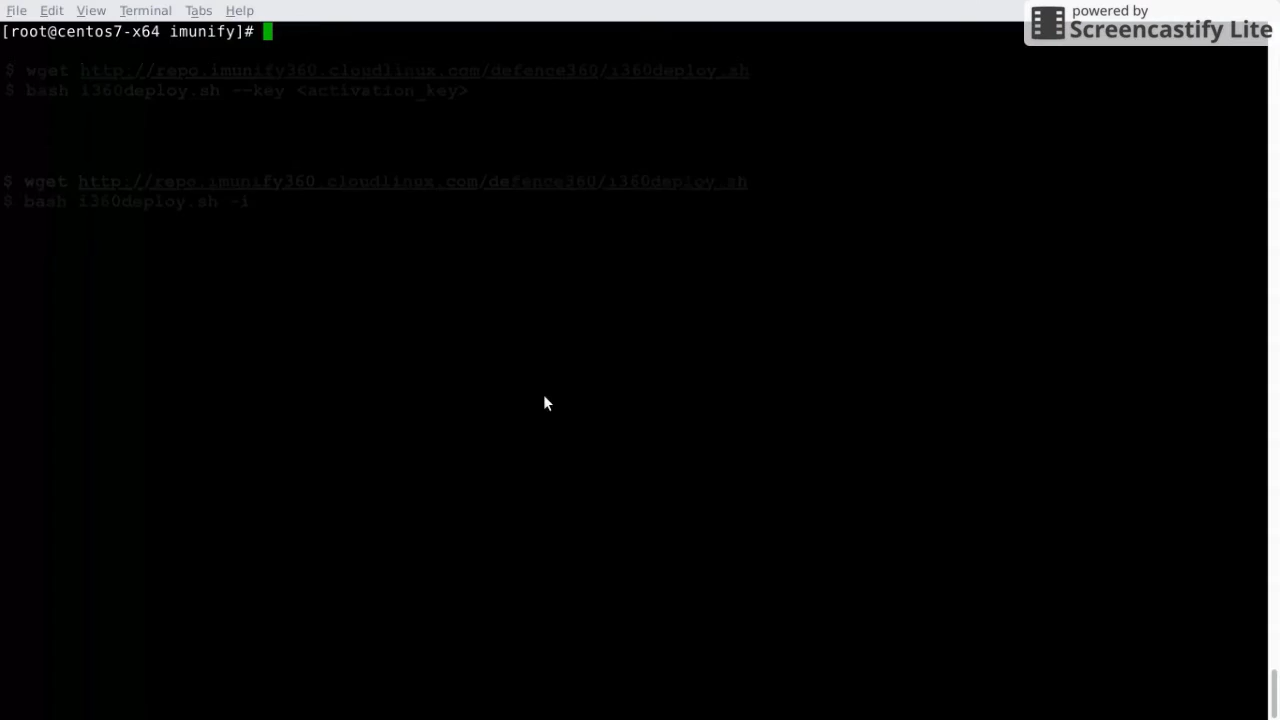 File Edit View Terminal Tabs Help
powered by
Screencastify Lite
[root@centos7-x64 imunify]#
$ wget http://repo.imunify360.cloudlinux.com/defence360/i360deploy.sh
$ bash i360deploy.sh --key <activation_key>
$ wget http://repo.imunify360.cloudlinux.com/defence360/i360deploy.sh
$ bash i360deploy.sh -i